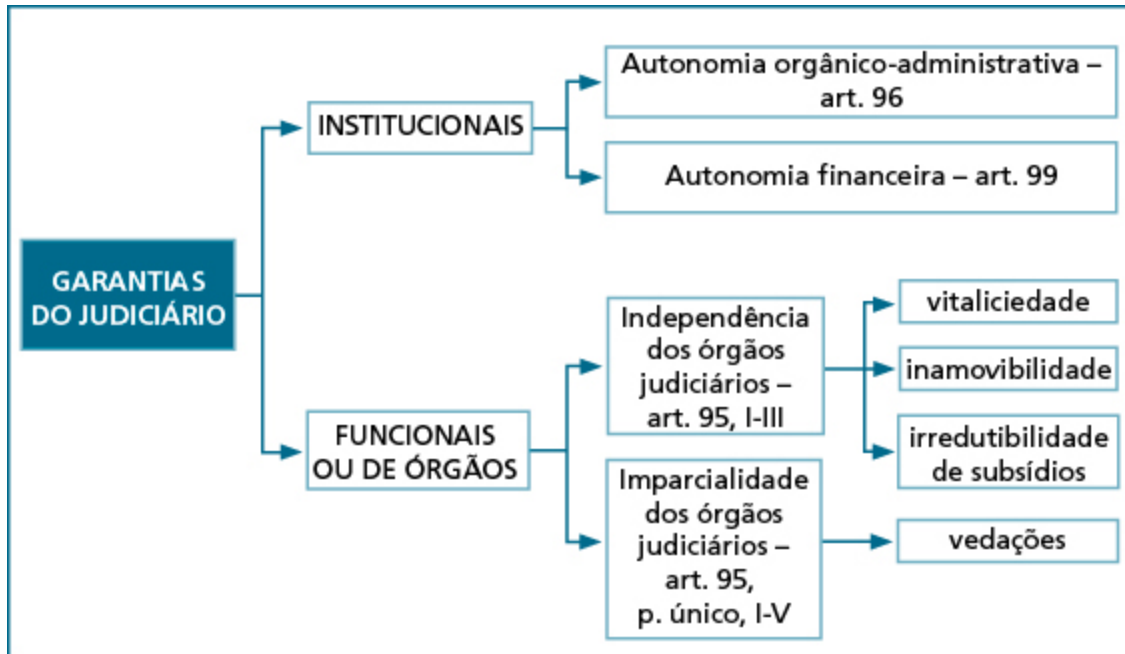 GARANTIAS
DO JUDICIÁRIO
INSTITUCIONAIS
Autonomia orgânico-administrativa –
art. 96
Autonomia financeira – art. 99
FUNCIONAIS
OU DE ÓRGÃOS
Independência
dos órgãos
judiciários –
art. 95, I-III
vitaliciedade
inamovibilidade
irredutibilidade
de subsídios
Imparcialidade
dos órgãos
judiciários –
art. 95,
p. único, I-V
vedações